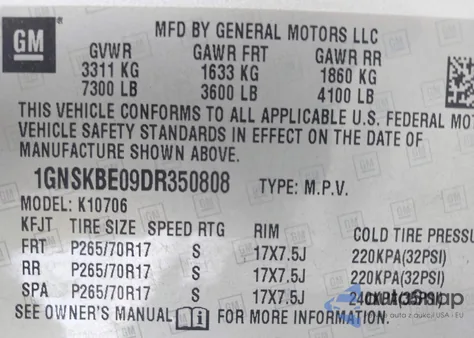 GM
MFD BY GENERAL MOTORS LLC
GVWR GAWR FRT GAWR RR
3311 KG 1633 KG 1860 KG
7300 LB 3600 LB 4100 LB
THIS VEHICLE CONFORMS TO ALL APPLICABLE U.S. FEDERAL MOT
VEHICLE SAFETY STANDARDS IN EFFECT ON THE DATE OF
MANUFACTURE SHOWN ABOVE.
1GNSKBE09DR350808 TYPE: M.P.V.
MODEL: K10706
KFJT TIRE SIZE SPEED RTG RIM COLD TIRE PRESSU
FRT P265/70R17 S 17X7.5J 220KPA(32PSI)
RR P265/70R17 S 17X7.5J 220KPA(32PSI)
SPA P265/70R17 S 17X7.5J 240KPA(35PSI)
SEE OWNER'S MANUAL FOR MORE INFORMATION.